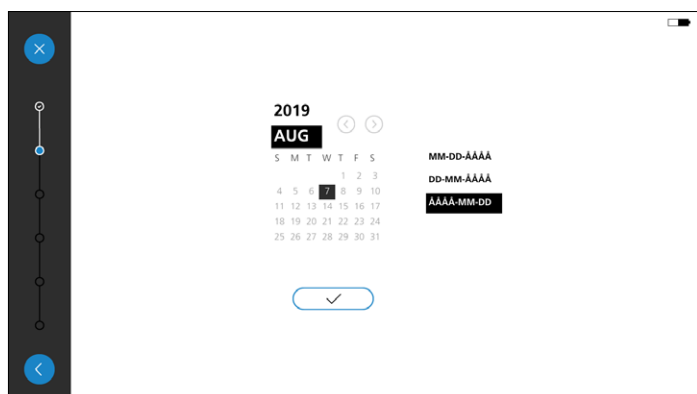 2019
AUG
S M T W T F S
1 2 3
4 5 6 7 8 9 10
11 12 13 14 15 16 17
18 19 20 21 22 23 24
25 26 27 28 29 30 31
MM-DD-ÅÅÅÅ
DD-MM-ÅÅÅÅ
ÅÅÅÅ-MM-DD